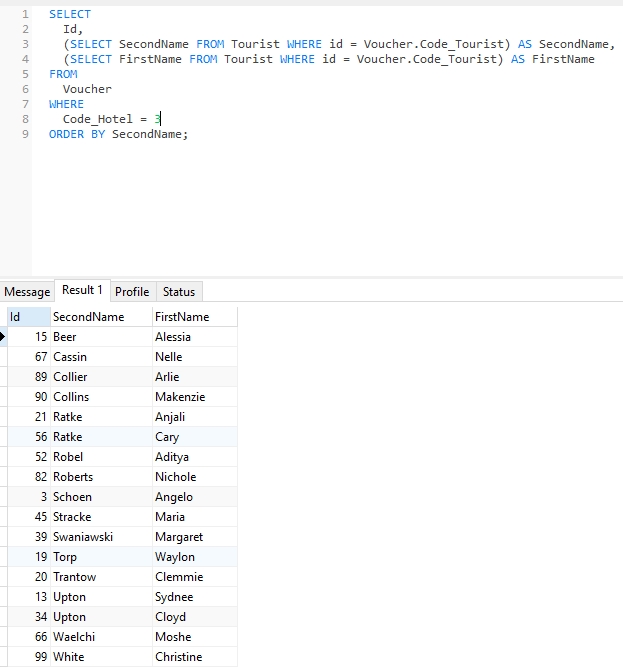 1 SELECT
2 Id,
3 (SELECT SecondName FROM Tourist WHERE id = Voucher.Code_Tourist) AS SecondName,
4 (SELECT FirstName FROM Tourist WHERE id = Voucher.Code_Tourist) AS FirstName
5 FROM
6 Voucher
7 WHERE
8 Code_Hotel = 3
9 ORDER BY SecondName;
Message Result 1 Profile Status
Id SecondName FirstName
15 Beer Alessia
67 Cassin Nelle
89 Collier Arlie
90 Collins Makenzie
21 Ratke Anjali
56 Ratke Cary
52 Robel Aditya
82 Roberts Nichole
3 Schoen Angelo
45 Stracke Maria
39 Swaniawski Margaret
19 Torp Waylon
20 Trantow Clemmie
13 Upton Sydnee
34 Upton Cloyd
66 Waelchi Moshe
99 White Christine